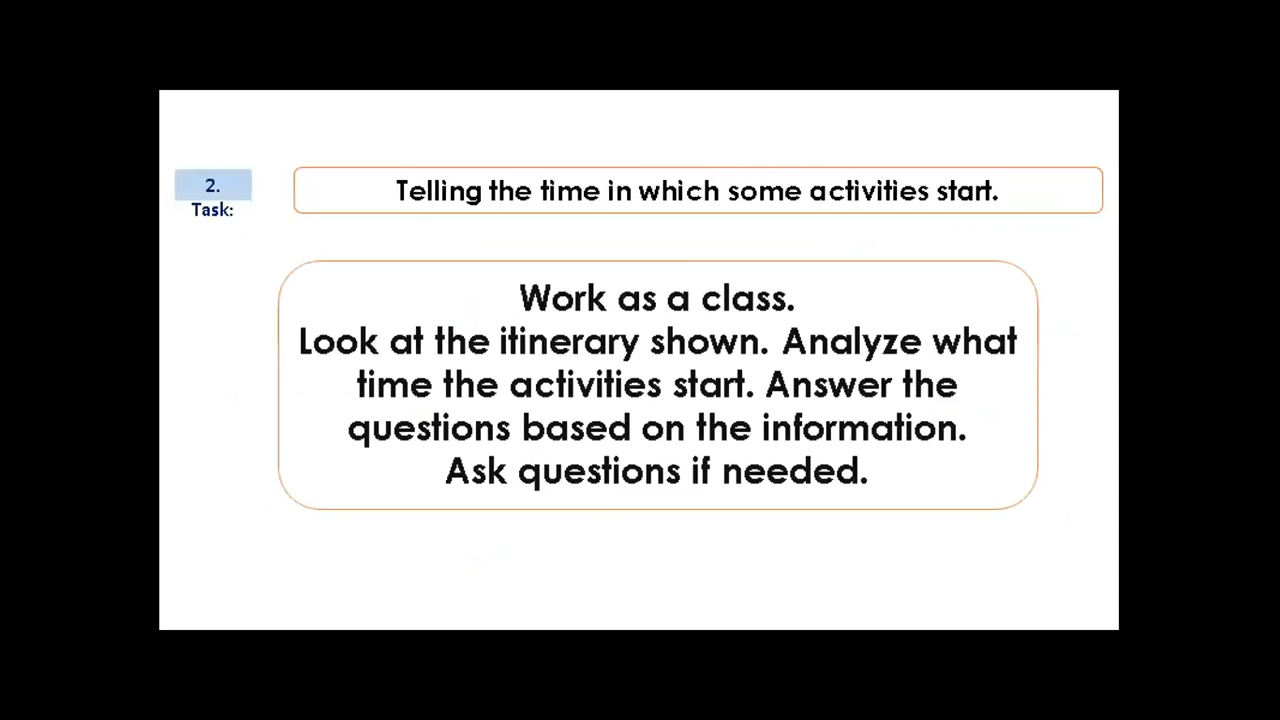 2.
Task:
Telling the time in which some activities start.
Work as a class.
Look at the itinerary shown. Analyze what
time the activities start. Answer the
questions based on the information.
Ask questions if needed.